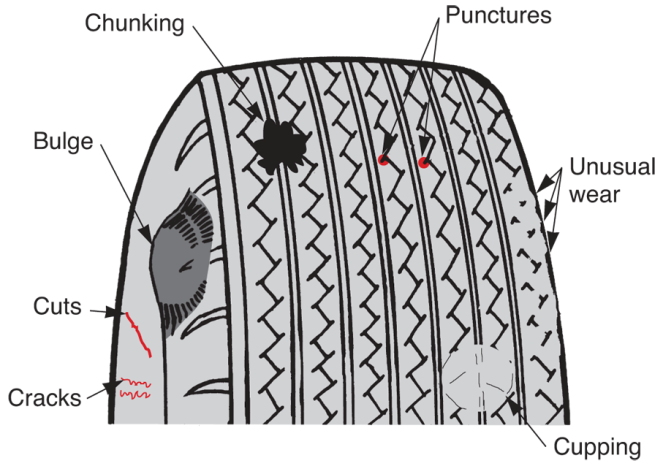 Punctures
Chunking
Bulge
Unusual
wear
Cuts
Cracks
Cupping